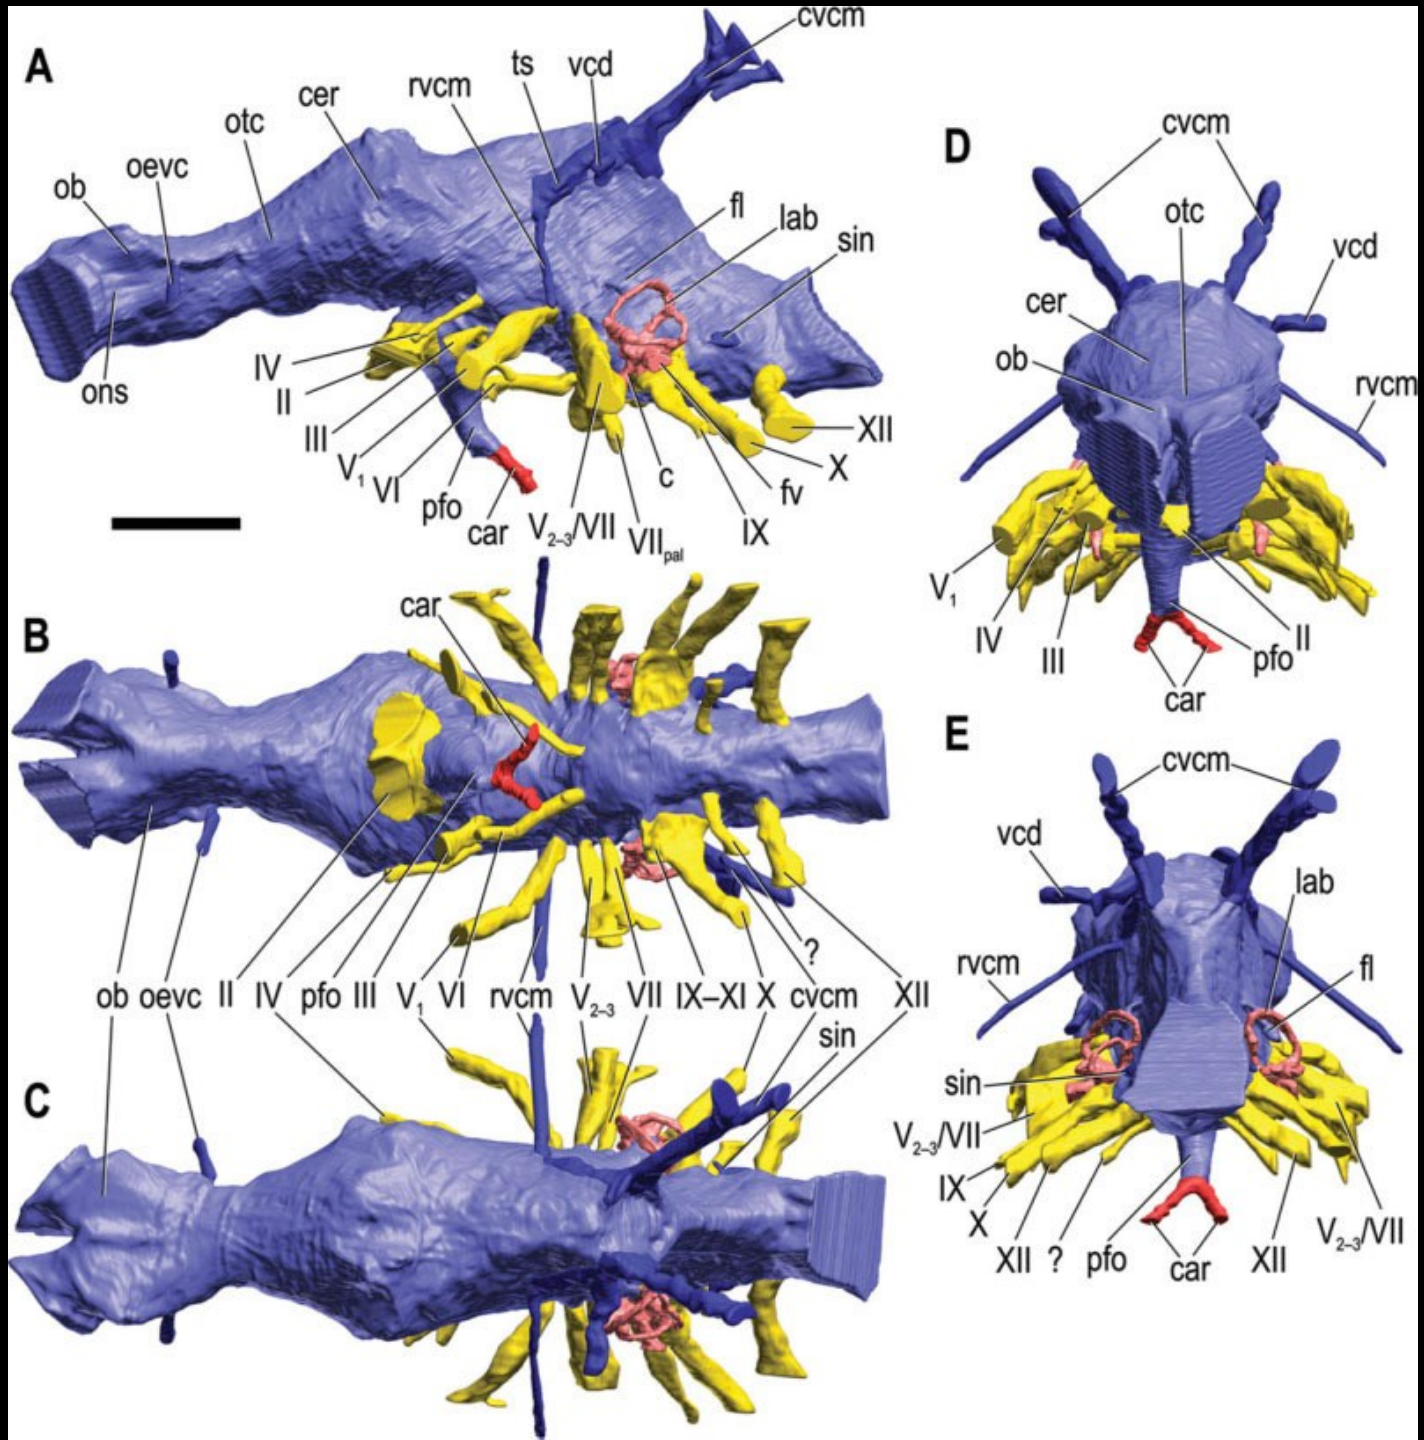 A
cvcm
ts
vcd
rvcm
cer
otc
oevc
ob
fl
lab
sin
ons
IV
II
III
V1
VI
pfo
car
V2–3/VII
VIIpal
c
IX
fv
X
XII
B
car
?
ob oevc II IV pfo III V1 VI rvcm V2–3 VII IX–XI X cvcm XII
sin
C
D
cvcm
otc
vcd
cer
ob
rvcm
V1
IV
III
II
pfo
car
E
cvcm
vcd
lab
rvcm
fl
sin
V2–3/VII
IX
X
XII
?
pfo
car
XII
V2–3/VII